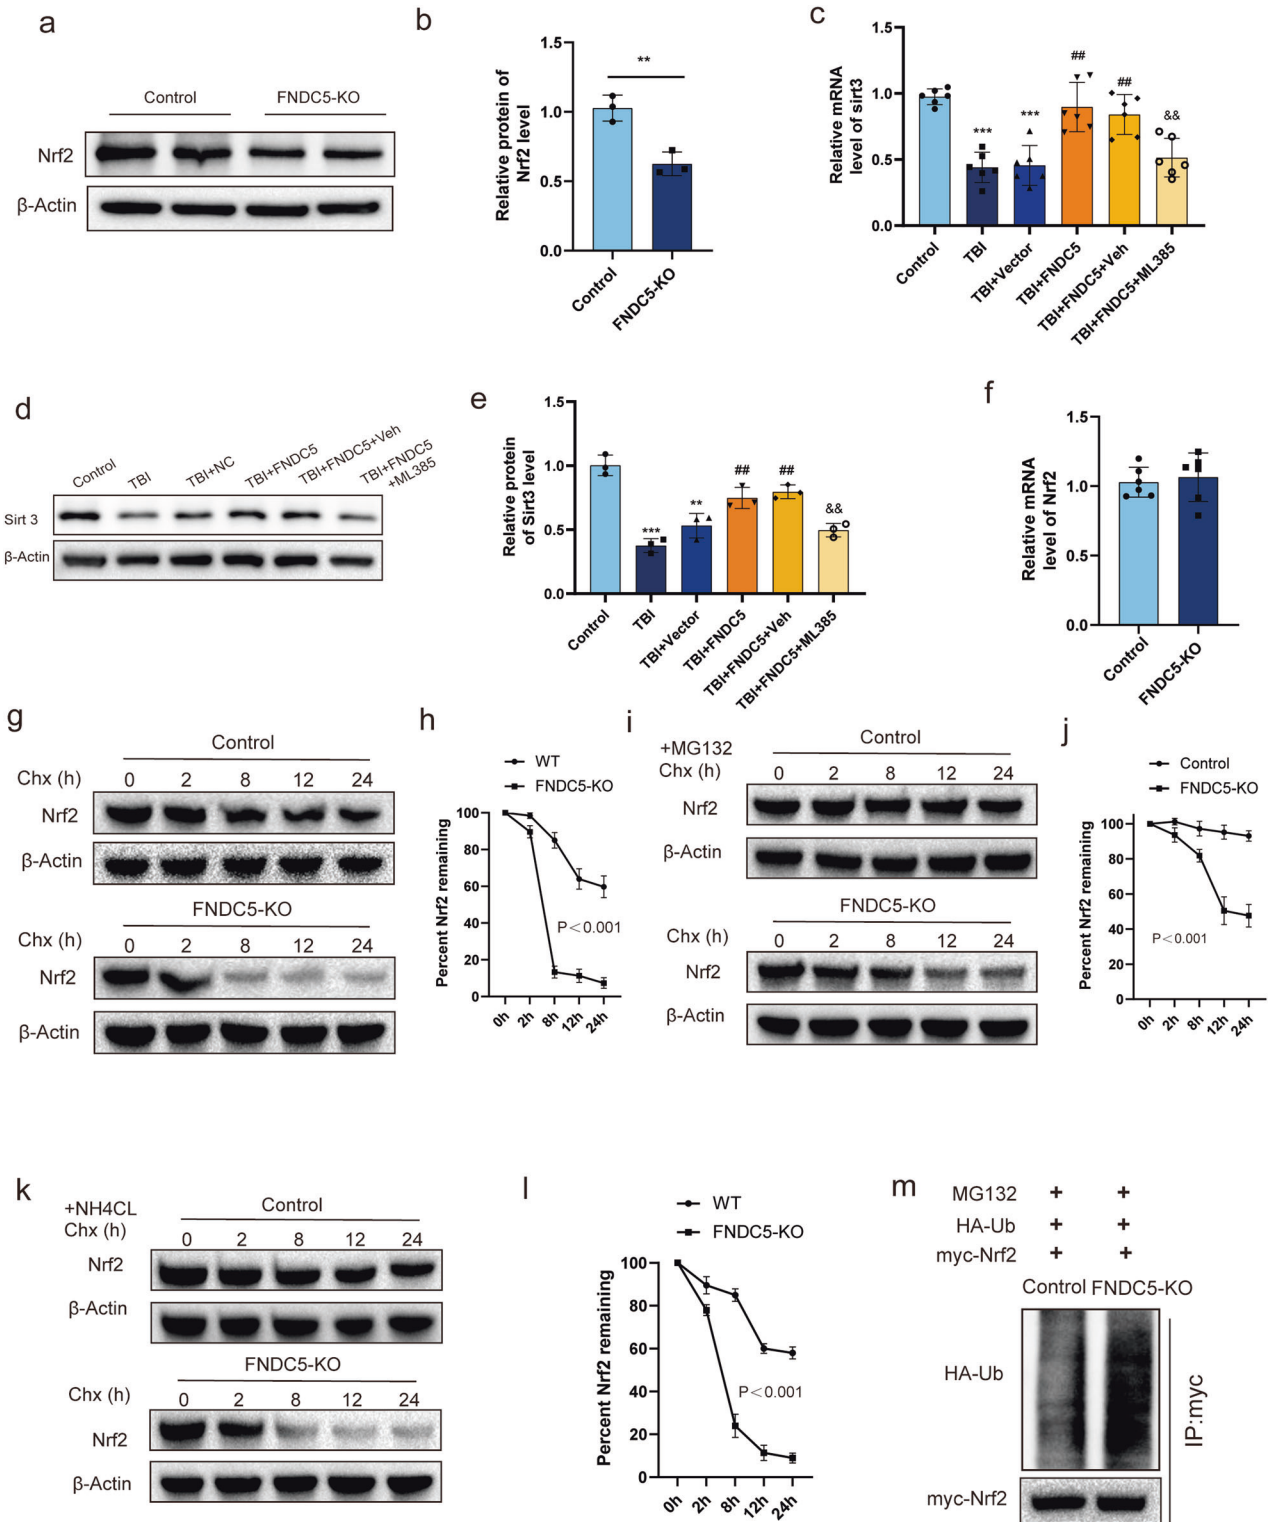 a
Control
FNDC5-KO
Nrf2
β-Actin
b
Relative protein of
Nrf2 level
1.5
1.0
0.5
0.0
**
Control
FNDC5-KO
c
Relative mRNA
level of sirt3
1.5
1.0
0.5
0.0
***
***
##
##
&&
Control
TBI
TBI+Vector
TBI+FNDC5
TBI+FNDC5+Veh
TBI+FNDC5+ML385
d
Control
TBI
TBI+NC
TBI+FNDC5
TBI+FNDC5+Veh
TBI+FNDC5
+ML385
Sirt 3
β-Actin
e
Relative protein
of Sirt3 level
1.5
1.0
0.5
0.0
***
**
##
##
&&
Control
TBI
TBI+Vector
TBI+FNDC5
TBI+FNDC5+Veh
TBI+FNDC5+ML385
f
Relative mRNA
level of Nrf2
1.5
1.0
0.5
0.0
Control
FNDC5-KO
g
Control
Chx (h) 0 2 8 12 24
Nrf2
β-Actin
FNDC5-KO
Chx (h) 0 2 8 12 24
Nrf2
β-Actin
h
WT
FNDC5-KO
Percent Nrf2 remaining
100
80
60
40
20
0
P<0.001
0h 2h 8h 12h 24h
i
+MG132
Control
Chx (h) 0 2 8 12 24
Nrf2
β-Actin
FNDC5-KO
Chx (h) 0 2 8 12 24
Nrf2
β-Actin
j
Control
FNDC5-KO
Percent Nrf2 remaining
100
80
60
40
20
0
P<0.001
0h 2h 8h 12h 24h
k
+NH4CL
Control
Chx (h) 0 2 8 12 24
Nrf2
β-Actin
FNDC5-KO
Chx (h) 0 2 8 12 24
Nrf2
β-Actin
l
WT
FNDC5-KO
Percent Nrf2 remaining
100
80
60
40
20
0
P<0.001
0h 2h 8h 12h 24h
m
MG132 + +
HA-Ub + +
myc-Nrf2 + +
Control FNDC5-KO
HA-Ub
IP:myc
myc-Nrf2